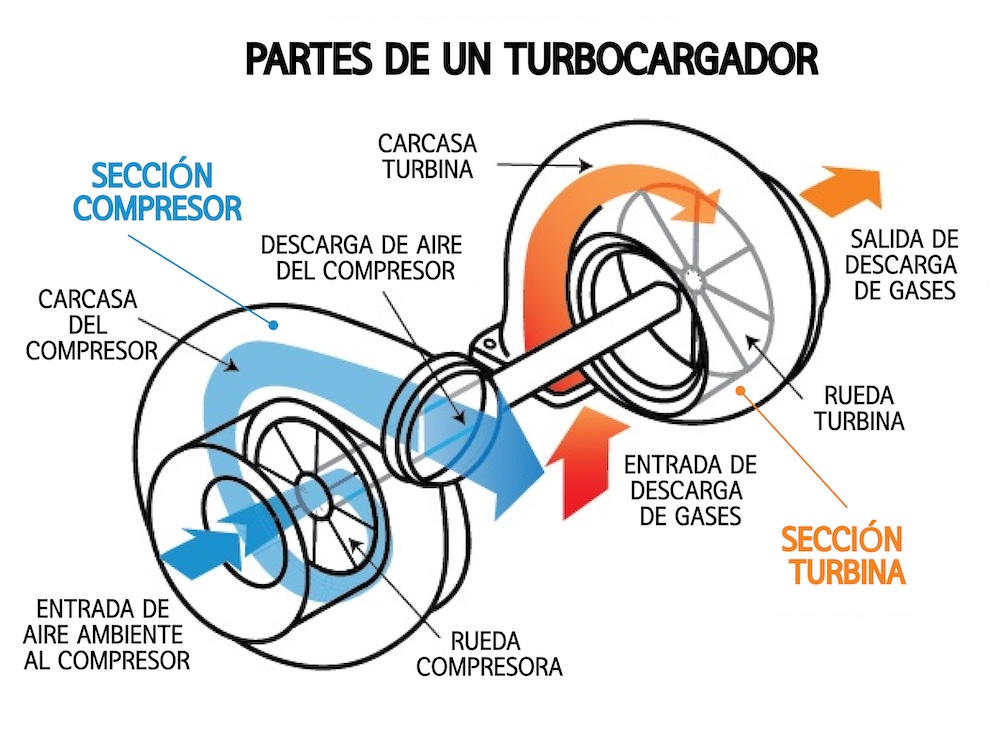 PARTES DE UN TURBOCARGADOR
CARCASA
TURBINA
SECCIÓN
COMPRESOR
DESCARGA DE AIRE
DEL COMPRESOR
SALIDA DE
DESCARGA
DE GASES
CARCASA
DEL
COMPRESOR
RUEDA
TURBINA
ENTRADA DE
DESCARGA
DE GASES
SECCIÓN
TURBINA
ENTRADA DE
AIRE AMBIENTE
AL COMPRESOR
RUEDA
COMPRESORA